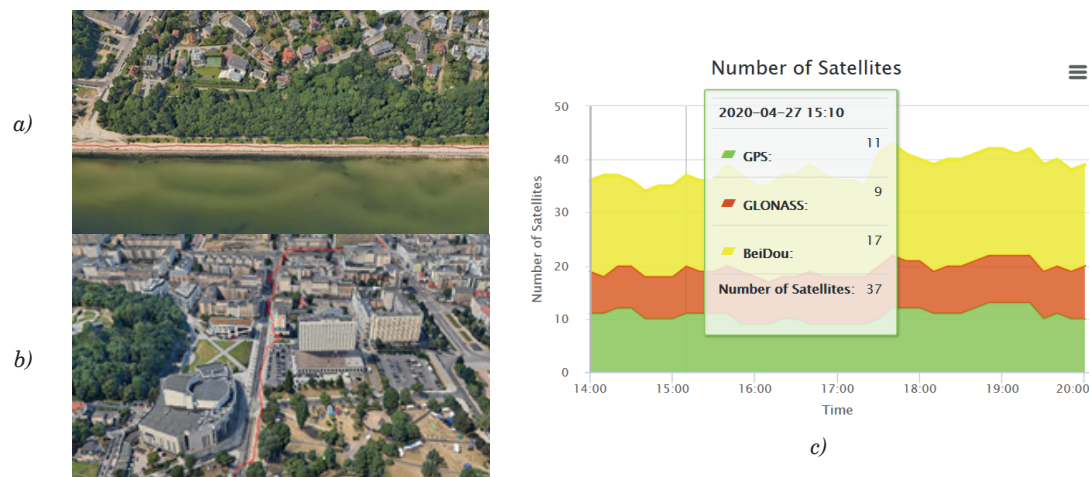 a)
b)
Number of Satellites
Number of Satellites
50
40
30
20
10
0
2020-04-27 15:10
11
GPS:
9
GLONASS:
17
BeiDou:
Number of Satellites: 37
14:00 15:00 16:00 17:00 18:00 19:00 20:00
Time
c)